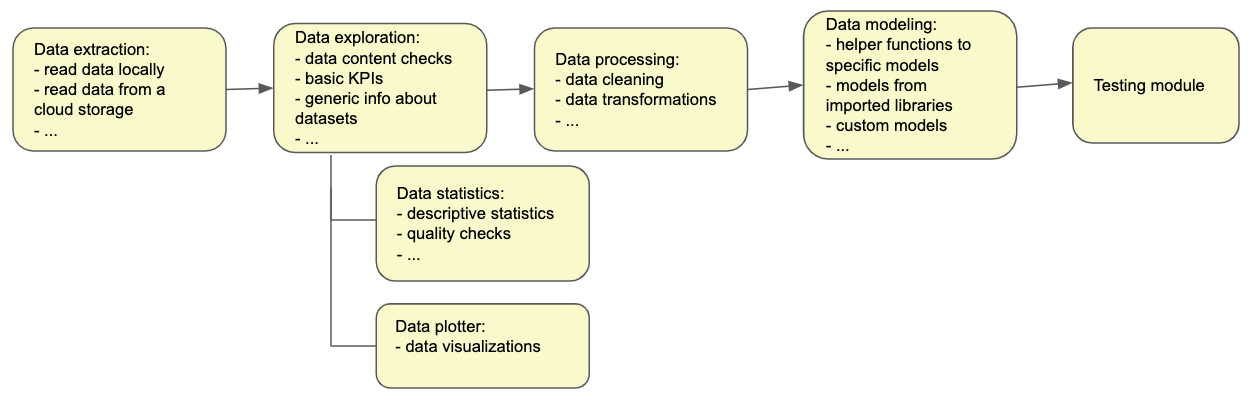 Data extraction:
- read data locally
- read data from a
cloud storage
- ...
Data exploration:
- data content checks
- basic KPIs
- generic info about
datasets
- ...
Data processing:
- data cleaning
- data transformations
- ...
Data modeling:
- helper functions to
specific models
- models from
imported libraries
- custom models
- ...
Testing module
Data statistics:
- descriptive statistics
- quality checks
- ...
Data plotter:
- data visualizations